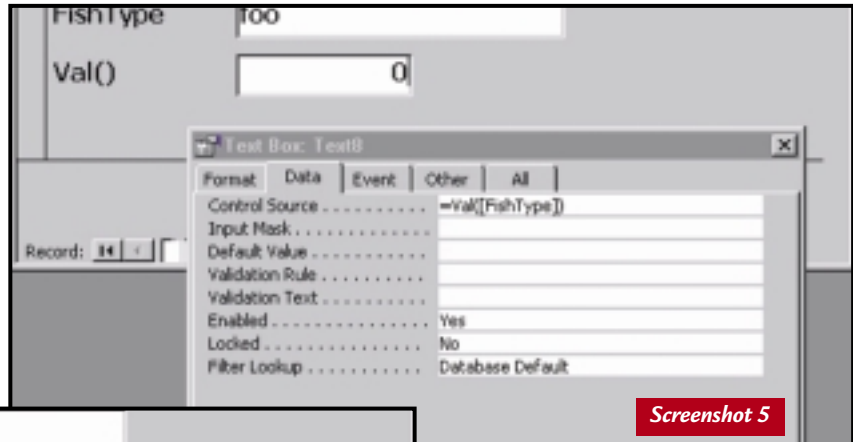 FishType foo
Val() 0
Text Box: Text8
Format Data Event Other All
Control Source . . . . . . . . . . =Val([FishType])
Input Mask . . . . . . . . . . . . .
Default Value . . . . . . . . . . .
Validation Rule . . . . . . . . . .
Validation Text . . . . . . . . . .
Enabled . . . . . . . . . . . . . . . Yes
Locked . . . . . . . . . . . . . . . No
Filter Lookup . . . . . . . . . . . Database Default
Record:
Screenshot 5